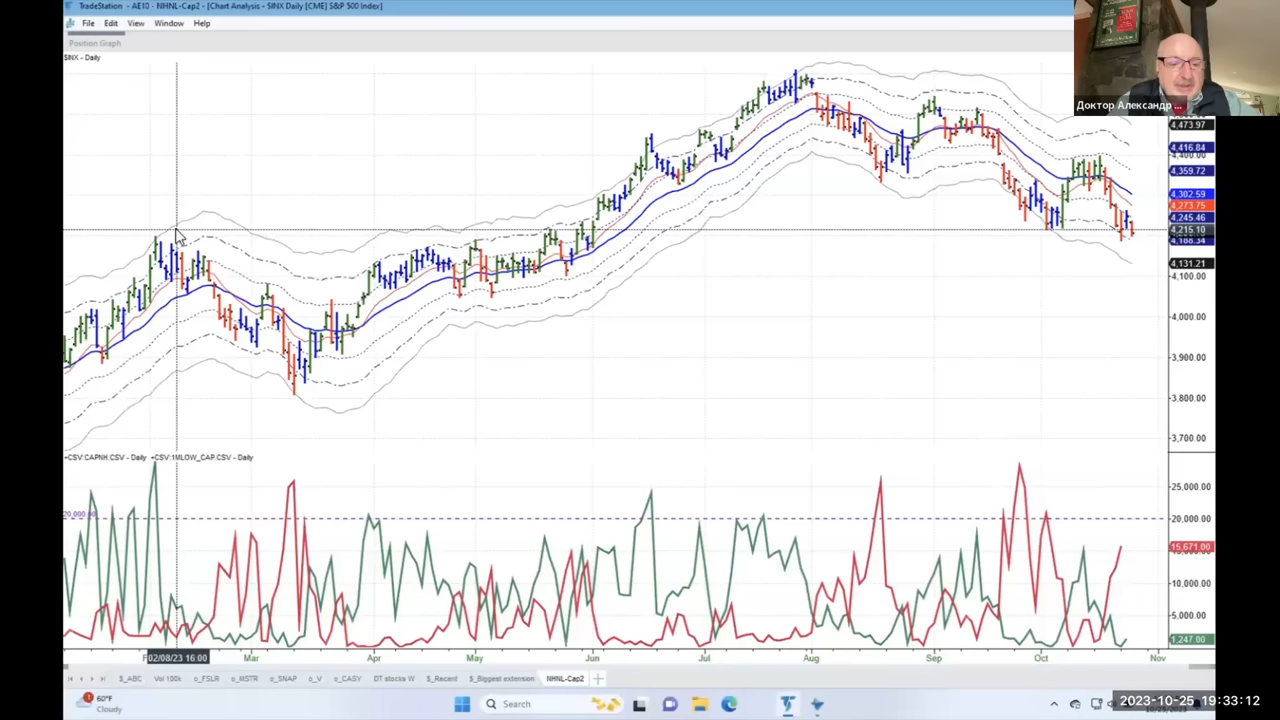 TradeStation - AE10 - NHNL-Cap2 - [Chart Analysis - $INX Daily [CME] S&P 500 Index]
File Edit View Window Help
Position Graph
$INX - Daily
Доктор Александр ...
4,473.97
4,416.84
4,400.00
4,359.72
4,302.59
4,273.75
4,245.46
4,215.10
4,188.34
4,131.21
4,100.00
4,000.00
3,900.00
3,800.00
3,700.00
+CSV:CAPNH.CSV - Daily +CSV:1MLOW_CAP.CSV - Daily
25,000.00
20,000.00
20,000.00
15,671.00
10,000.00
5,000.00
1,247.00
02/08/23 16:00 Mar Apr May Jun Jul Aug Sep Oct Nov
$_ABC Vol 100k o_FSLR o_MSTR o_SNAP o_V o_CASY DT stocks W $_Recent $_Biggest extension NHNL-Cap2
1
60°F
Cloudy
Search
2023-10-25 19:33:12